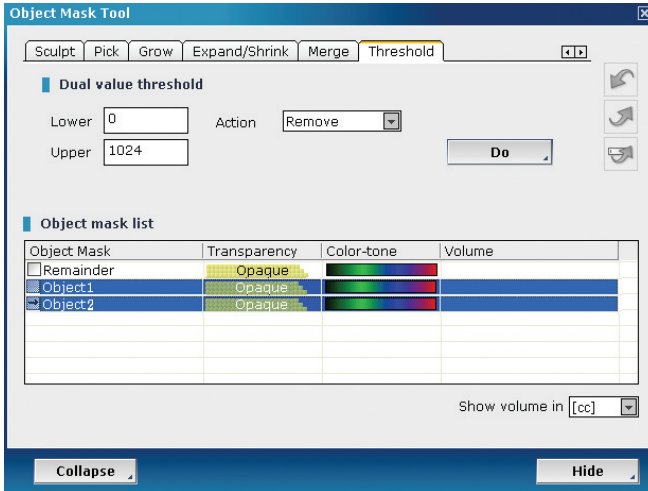 Object Mask Tool
Sculpt Pick Grow Expand/Shrink Merge Threshold
Dual value threshold
Lower 0 Action Remove
Upper 1024 Do
Object mask list
Object Mask Transparency Color-tone Volume
Remainder Opaque
Object1 Opaque
Object2 Opaque
Show volume in [cc]
Collapse Hide